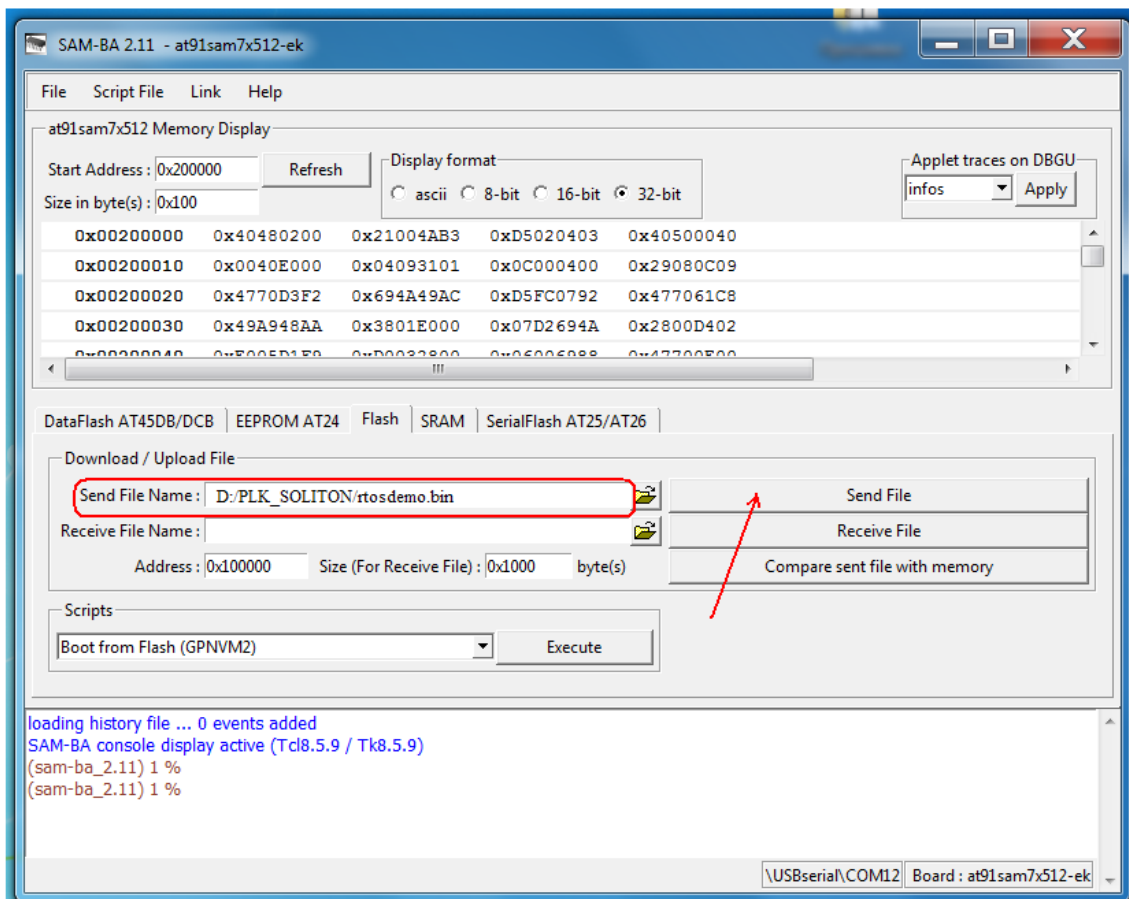 SAM-BA 2.11 - at91sam7x512-ek
File Script File Link Help
at91sam7x512 Memory Display
Start Address : 0x200000 Refresh
Size in byte(s) : 0x100
Display format
ascii 8-bit 16-bit 32-bit
Applet traces on DBGU
infos Apply
0x00200000 0x40480200 0x21004AB3 0xD5020403 0x40500040
0x00200010 0x0040E000 0x04093101 0x0C000400 0x29080C09
0x00200020 0x4770D3F2 0x694A49AC 0xD5FC0792 0x477061C8
0x00200030 0x49A948AA 0x3801E000 0x07D2694A 0x2800D402
DataFlash AT45DB/DCB EEPROM AT24 Flash SRAM SerialFlash AT25/AT26
Download / Upload File
Send File Name : D:/PLK_SOLITON/rtosdemo.bin Send File
Receive File Name : Receive File
Address : 0x100000 Size (For Receive File) : 0x1000 byte(s) Compare sent file with memory
Scripts
Boot from Flash (GPNVM2) Execute
loading history file ... 0 events added
SAM-BA console display active (Tcl8.5.9 / Tk8.5.9)
(sam-ba_2.11) 1 %
(sam-ba_2.11) 1 %
\USBserial\COM12 Board : at91sam7x512-ek